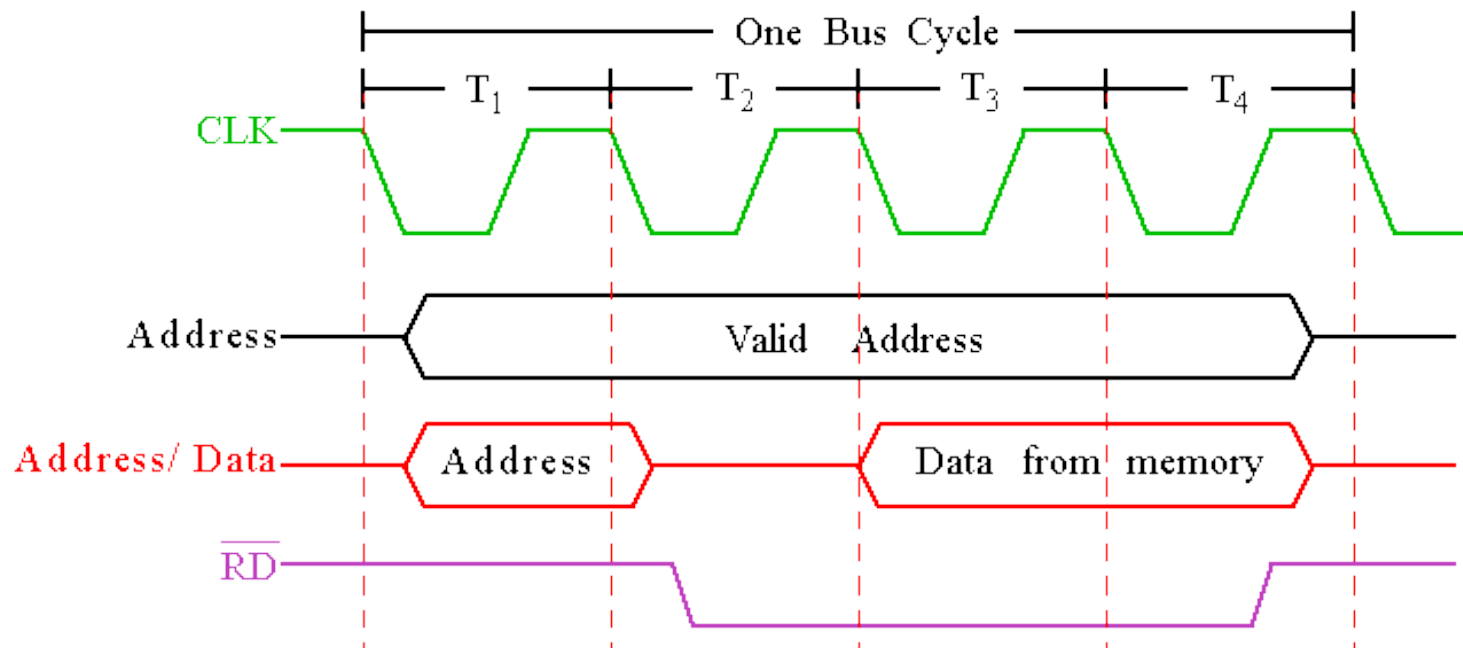 One Bus Cycle
T1 T2 T3 T4
CLK
Address Valid Address
Address/ Data Address Data from memory
RD